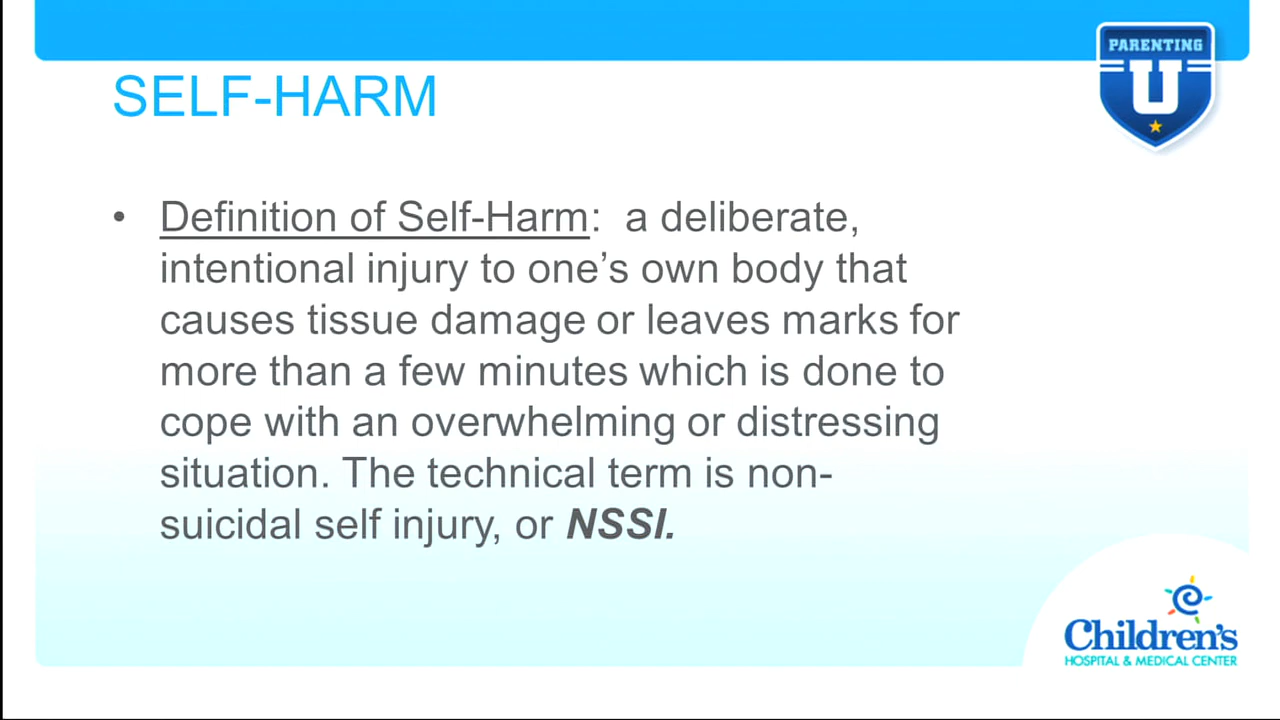 PARENTING
U
SELF-HARM
• Definition of Self-Harm: a deliberate,
intentional injury to one’s own body that
causes tissue damage or leaves marks for
more than a few minutes which is done to
cope with an overwhelming or distressing
situation. The technical term is non-
suicidal self injury, or NSSI.
Children's
HOSPITAL & MEDICAL CENTER